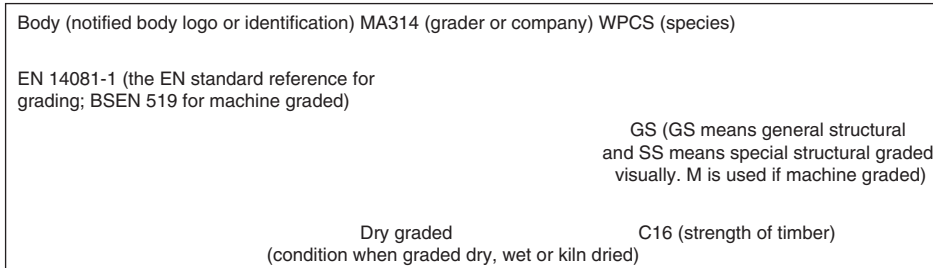 Body (notified body logo or identification) MA314 (grader or company) WPCS (species)
EN 14081-1 (the EN standard reference for
grading; BSEN 519 for machine graded)
GS (GS means general structural
and SS means special structural graded
visually. M is used if machine graded)
Dry graded
(condition when graded dry, wet or kiln dried)
C16 (strength of timber)